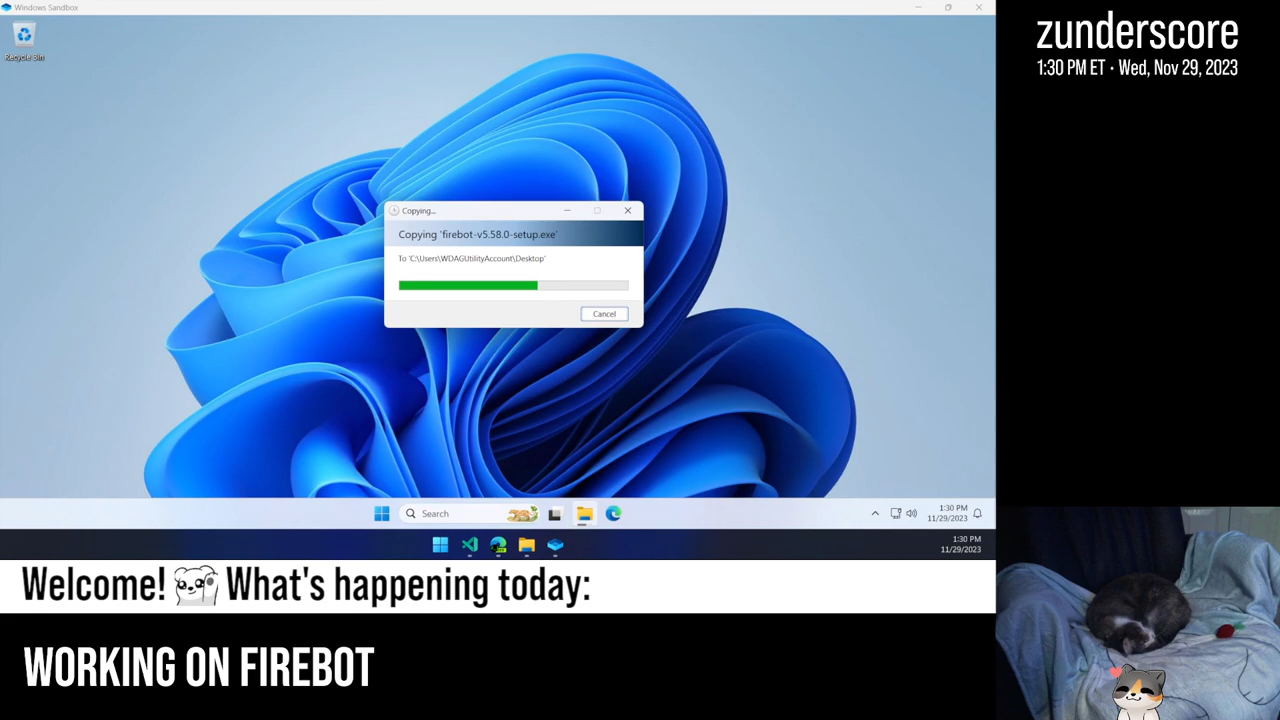 Windows Sandbox
zunderscore
1:30 PM ET · Wed, Nov 29, 2023
Recycle Bin
Copying...
Copying 'firebot-v5.58.0-setup.exe'
To 'C:\Users\WDAGUtilityAccount\Desktop'
Cancel
Search
1:30 PM
11/29/2023
1:30 PM
11/29/2023
Welcome! What's happening today:
WORKING ON FIREBOT